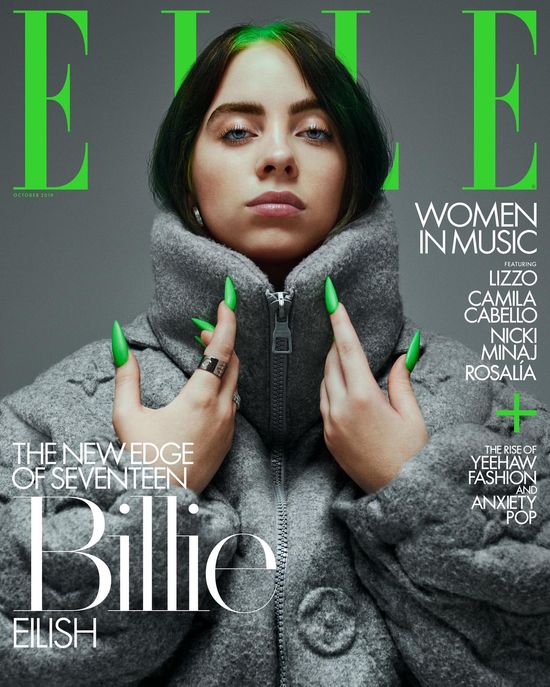 ELLE
OCTOBER 2019
WOMEN
IN MUSIC
FEATURING
LIZZO
CAMILA
CABELLO
NICKI
MINAJ
ROSALÍA
+
THE RISE OF
YEEHAW
FASHION
AND
ANXIETY
POP
THE NEW EDGE
OF SEVENTEEN
Billie
EILISH